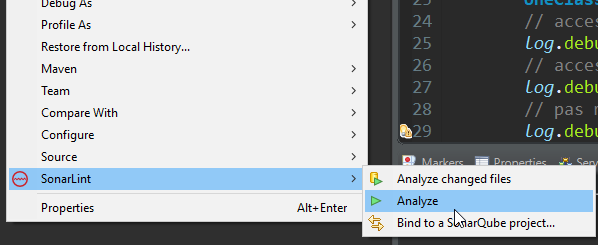 Debug As
Profile As
Restore from Local History...
Maven
Team
Compare With
Configure
Source
SonarLint
Properties Alt+Enter
// acces
25 log.debu
26 // acces
27 log.debu
28 // pas r
29 log.debu
Markers Properties Serv
Analyze changed files
Analyze
Bind to a SonarQube project...